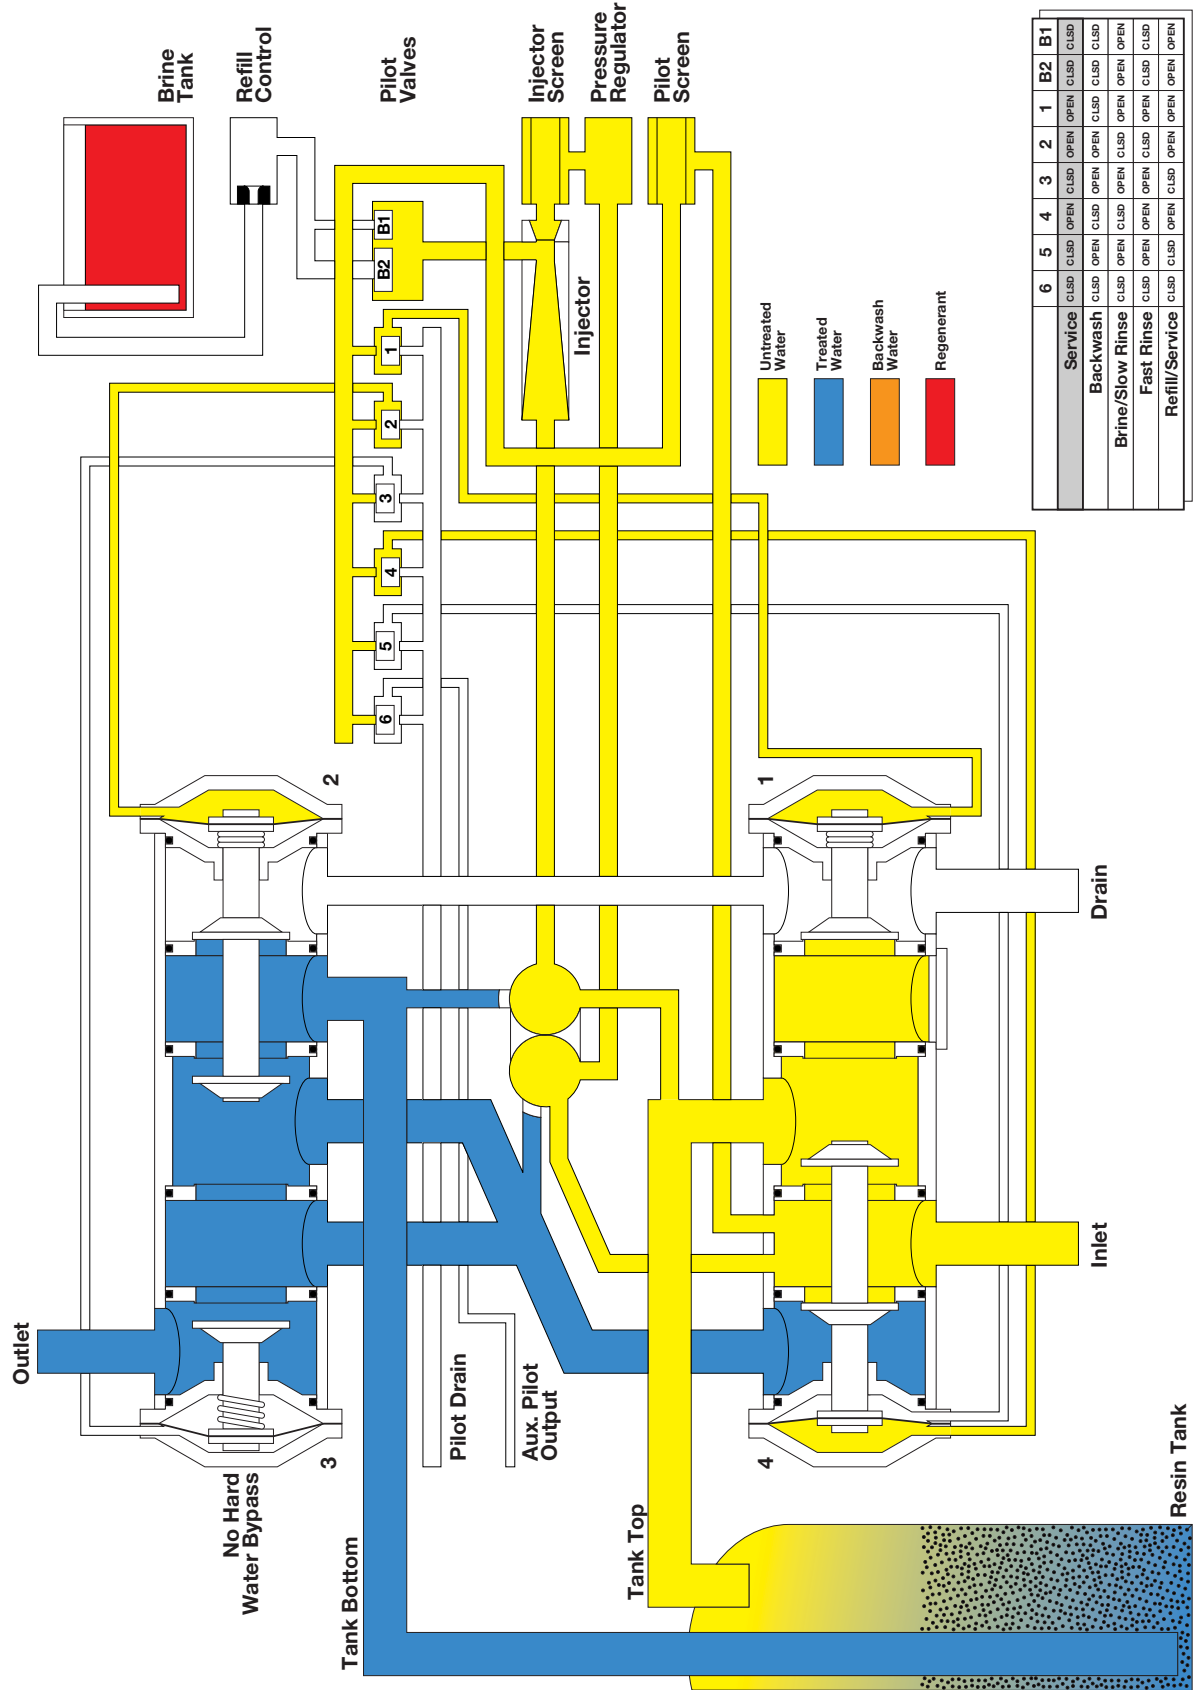 Outlet
Brine
Tank
Refill
Control
No Hard
Water Bypass
3
2
Pilot
Valves
6
5
4
3
2
1
B2
B1
Tank Bottom
Pilot Drain
Aux. Pilot
Output
Injector
Screen
Injector
Pressure
Regulator
Pilot
Screen
Tank Top
4
1
Untreated
Water
Treated
Water
Backwash
Water
Regenerant
Inlet
Drain
Resin Tank
6 5 4 3 2 1 B2 B1
Service CLSD CLSD OPEN CLSD OPEN OPEN CLSD CLSD
Backwash CLSD OPEN CLSD OPEN OPEN CLSD CLSD CLSD
Brine/Slow Rinse CLSD OPEN CLSD OPEN CLSD OPEN OPEN OPEN
Fast Rinse CLSD OPEN OPEN OPEN CLSD OPEN CLSD CLSD
Refill/Service CLSD CLSD OPEN CLSD OPEN OPEN OPEN OPEN